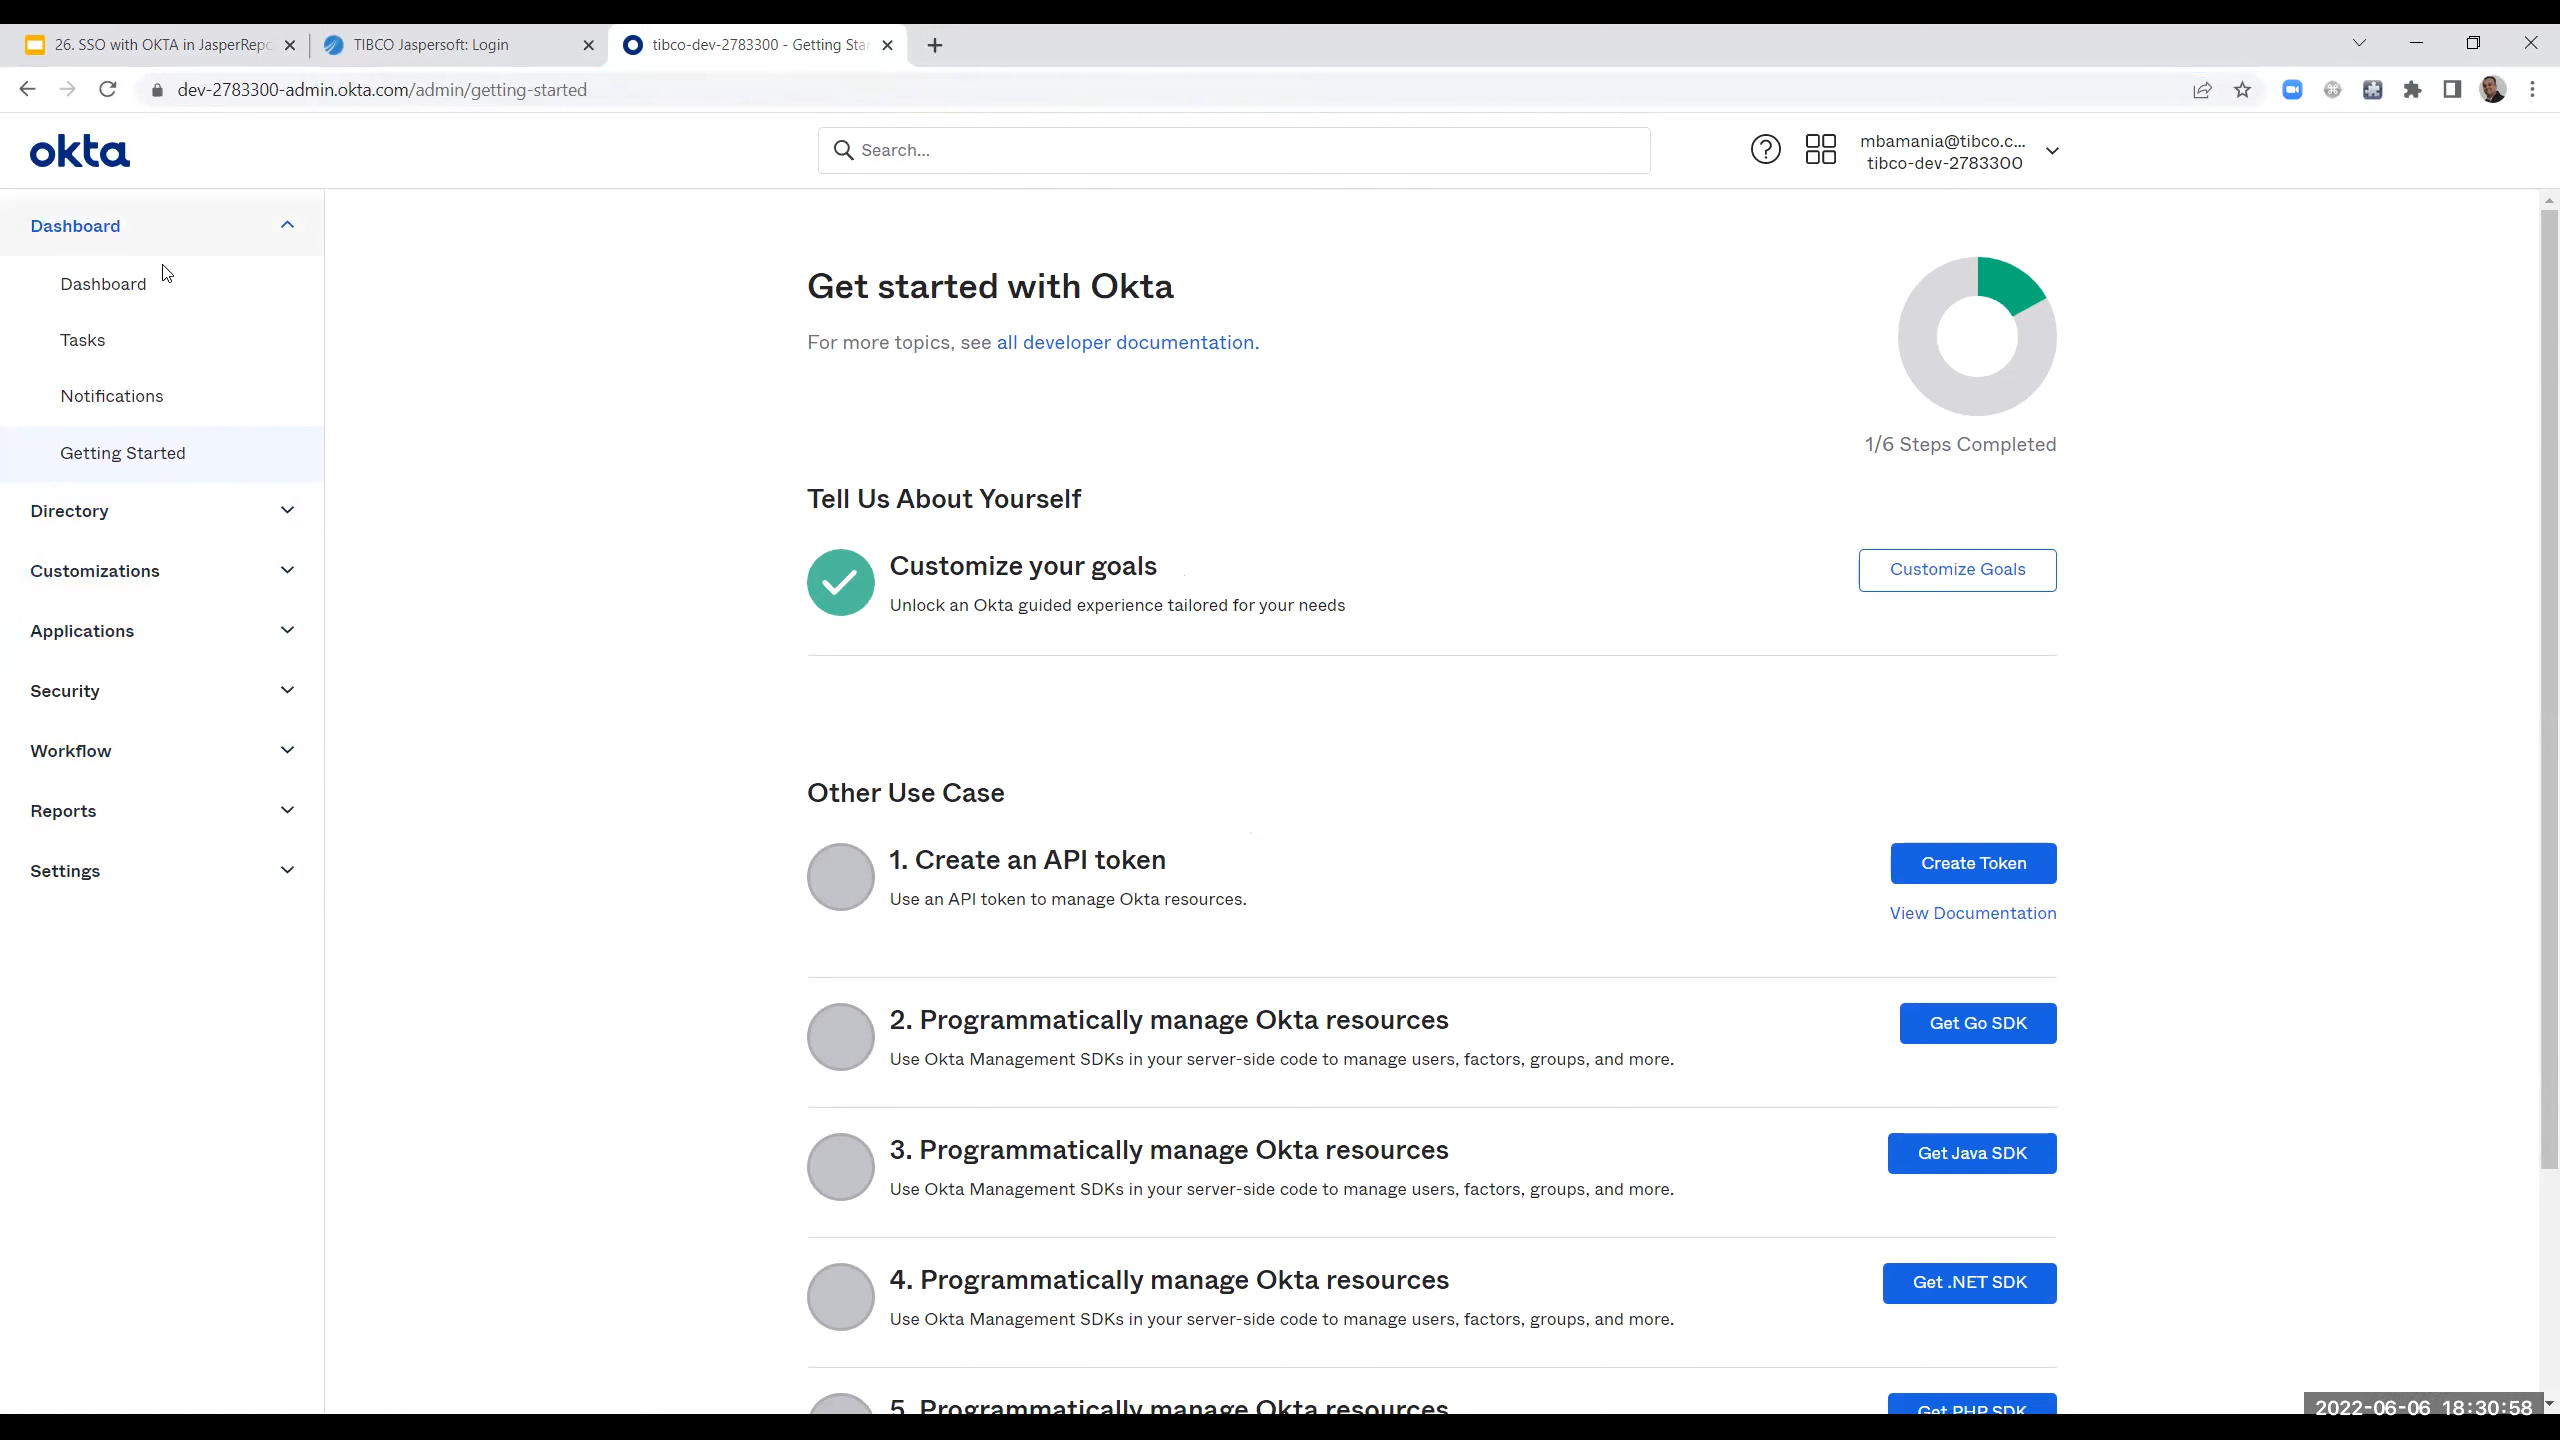 26. SSO with OKTA in JasperRepo
TIBCO Jaspersoft: Login
tibco-dev-2783300 - Getting Sta
dev-2783300-admin.okta.com/admin/getting-started
okta
Search...
mbamania@tibco.c...
tibco-dev-2783300
Dashboard
Dashboard
Tasks
Notifications
Getting Started
Directory
Customizations
Applications
Security
Workflow
Reports
Settings
Get started with Okta
For more topics, see all developer documentation.
1/6 Steps Completed
Tell Us About Yourself
Customize your goals
Unlock an Okta guided experience tailored for your needs
Customize Goals
Other Use Case
1. Create an API token
Use an API token to manage Okta resources.
Create Token
View Documentation
2. Programmatically manage Okta resources
Use Okta Management SDKs in your server-side code to manage users, factors, groups, and more.
Get Go SDK
3. Programmatically manage Okta resources
Use Okta Management SDKs in your server-side code to manage users, factors, groups, and more.
Get Java SDK
4. Programmatically manage Okta resources
Use Okta Management SDKs in your server-side code to manage users, factors, groups, and more.
Get .NET SDK
5. Programmatically manage Okta resources
Get PHP SDK
2022-06-06 18:30:58